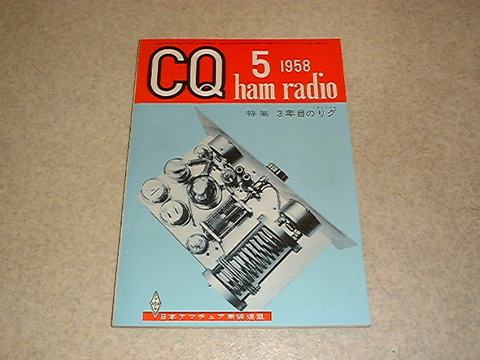 CQ
5 1958
ham radio
特集 3年目のリグ
日本アマチュア無線連盟